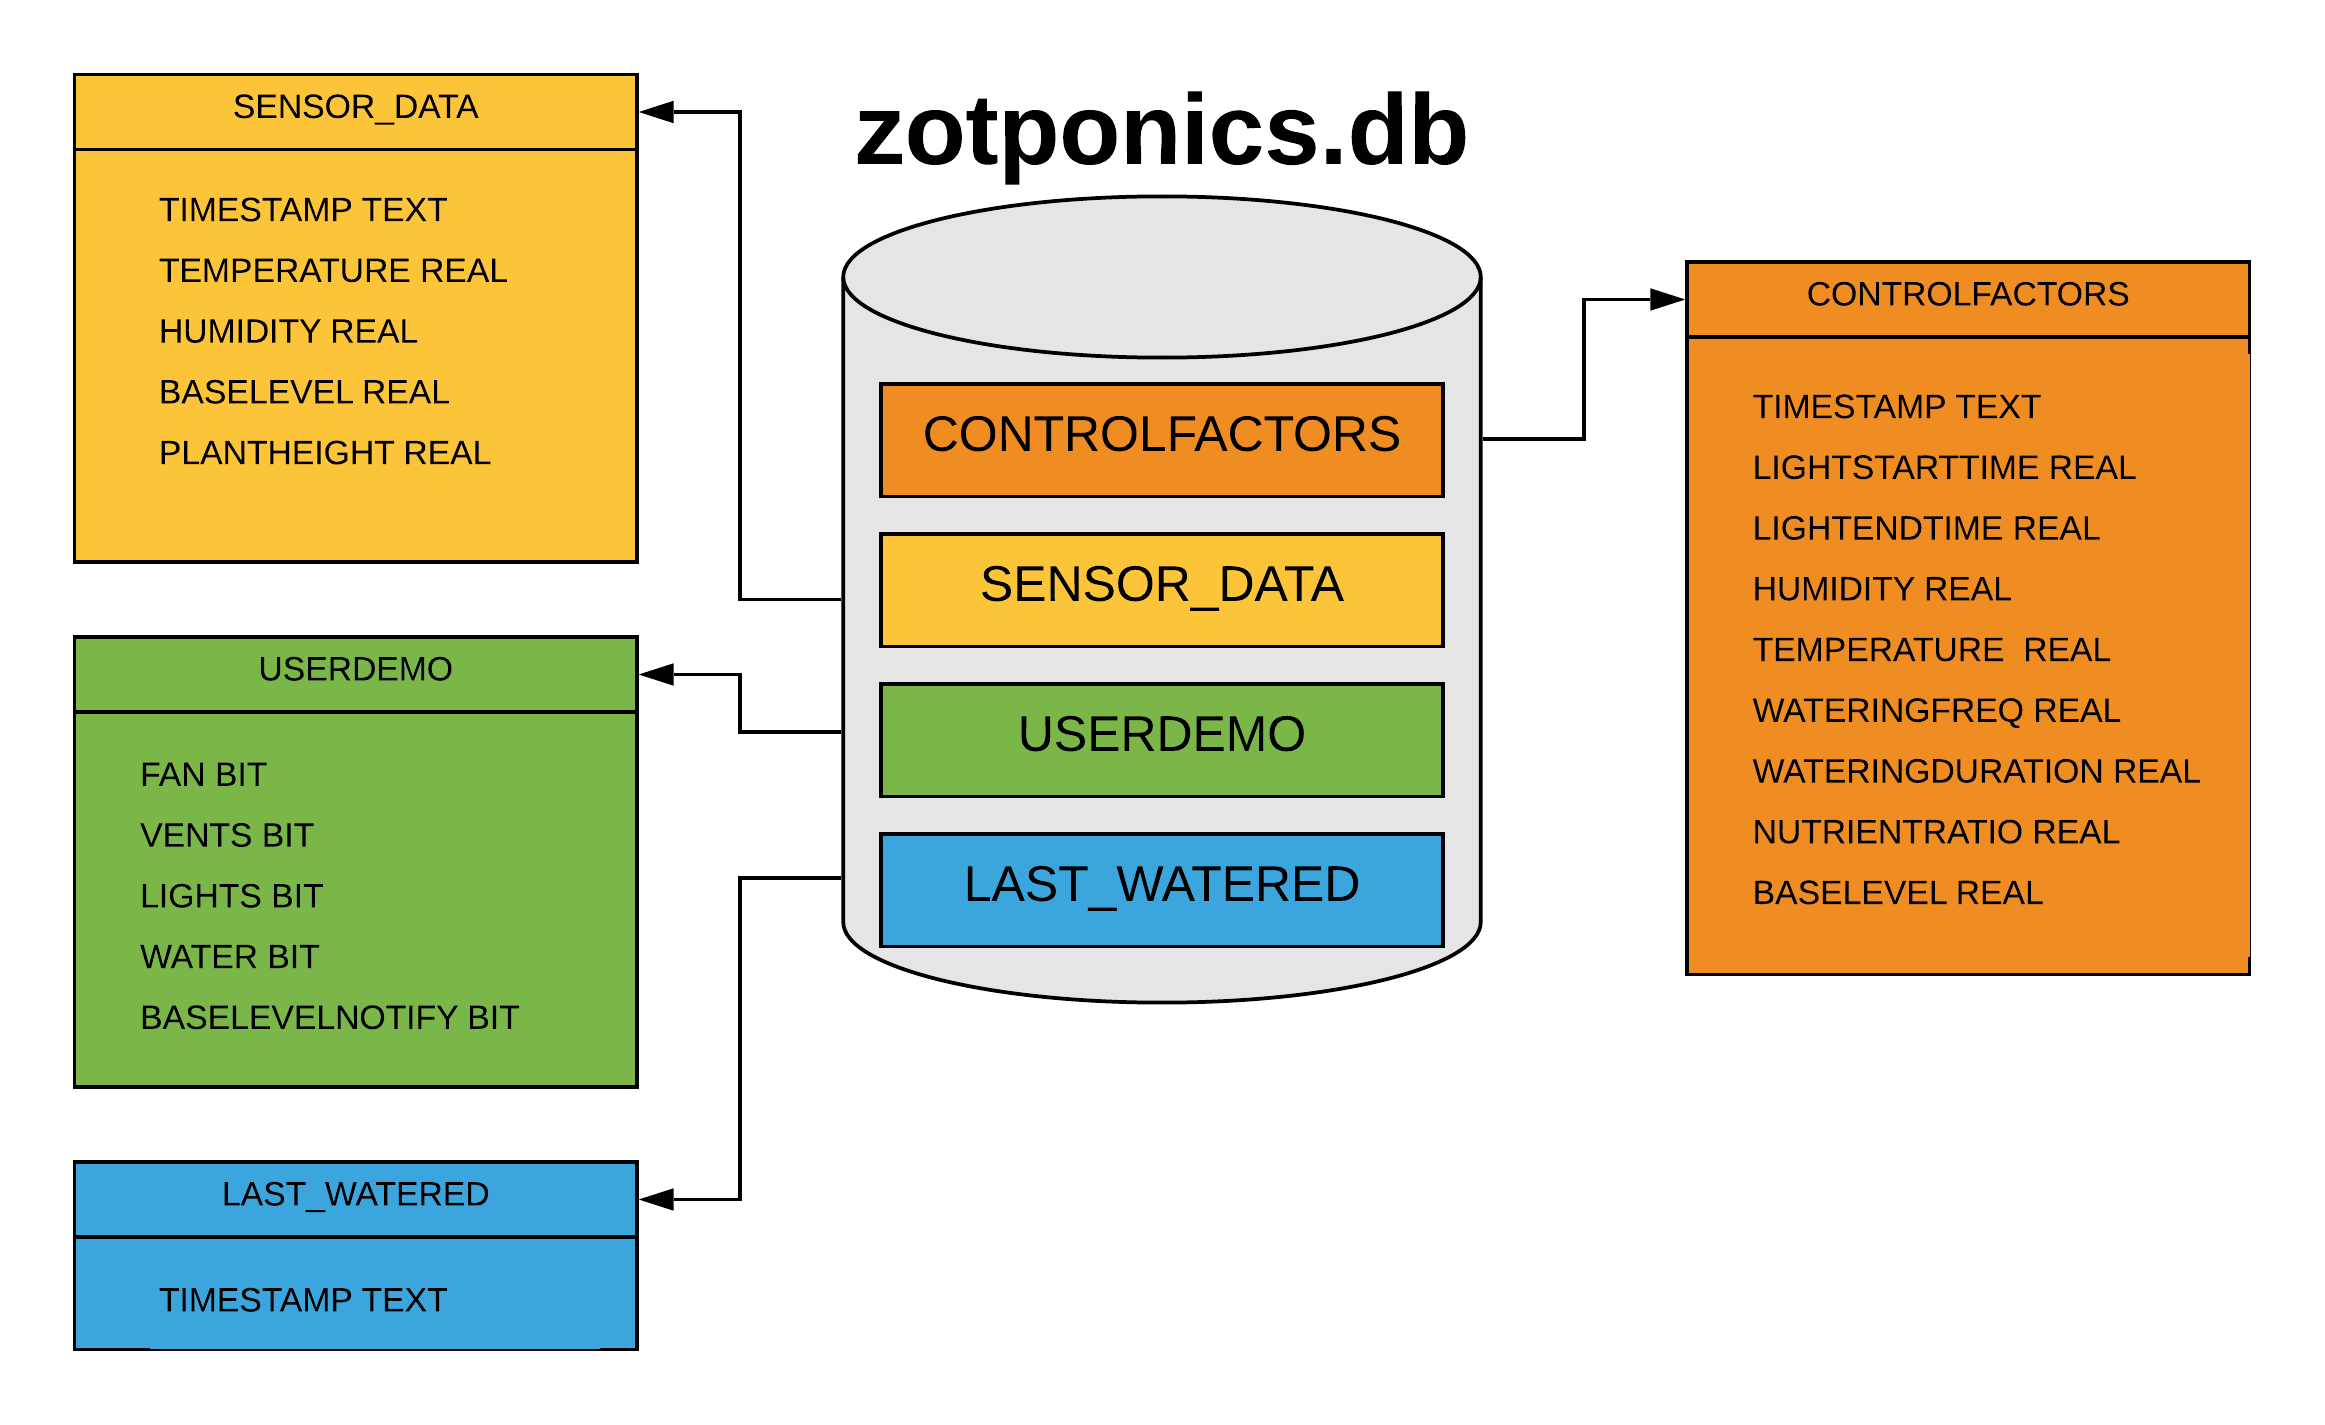 zotponics.db
SENSOR_DATA
TIMESTAMP TEXT
TEMPERATURE REAL
HUMIDITY REAL
BASELEVEL REAL
PLANTHEIGHT REAL
USERDEMO
FAN BIT
VENTS BIT
LIGHTS BIT
WATER BIT
BASELEVELNOTIFY BIT
LAST_WATERED
TIMESTAMP TEXT
CONTROLFACTORS
SENSOR_DATA
USERDEMO
LAST_WATERED
CONTROLFACTORS
TIMESTAMP TEXT
LIGHTSTARTTIME REAL
LIGHTENDTIME REAL
HUMIDITY REAL
TEMPERATURE  REAL
WATERINGFREQ REAL
WATERINGDURATION REAL
NUTRIENTRATIO REAL
BASELEVEL REAL